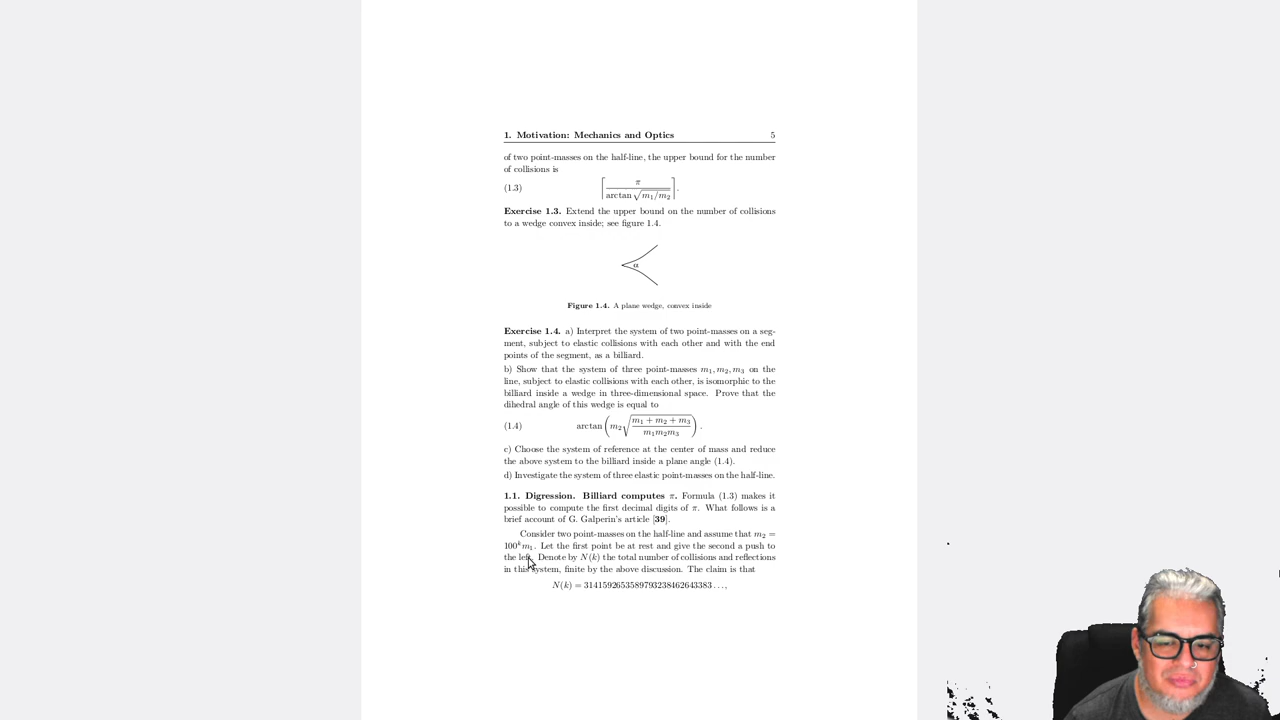 1. Motivation: Mechanics and Optics 5
of two point-masses on the half-line, the upper bound for the number
of collisions is
(1.3) ⌈π / arctan √(m₁/m₂)⌉.
Exercise 1.3. Extend the upper bound on the number of collisions
to a wedge convex inside; see figure 1.4.
α
Figure 1.4. A plane wedge, convex inside
Exercise 1.4. a) Interpret the system of two point-masses on a seg-
ment, subject to elastic collisions with each other and with the end
points of the segment, as a billiard.
b) Show that the system of three point-masses m₁, m₂, m₃ on the
line, subject to elastic collisions with each other, is isomorphic to the
billiard inside a wedge in three-dimensional space. Prove that the
dihedral angle of this wedge is equal to
(1.4) arctan (m₂ √((m₁ + m₂ + m₃) / (m₁m₂m₃))).
c) Choose the system of reference at the center of mass and reduce
the above system to the billiard inside a plane angle (1.4).
d) Investigate the system of three elastic point-masses on the half-line.
1.1. Digression. Billiard computes π. Formula (1.3) makes it
possible to compute the first decimal digits of π. What follows is a
brief account of G. Galperin's article [39].
Consider two point-masses on the half-line and assume that m₂ =
100ᵏm₁. Let the first point be at rest and give the second a push to
the left. Denote by N(k) the total number of collisions and reflections
in this system, finite by the above discussion. The claim is that
N(k) = 3141592653589793238462643383...,